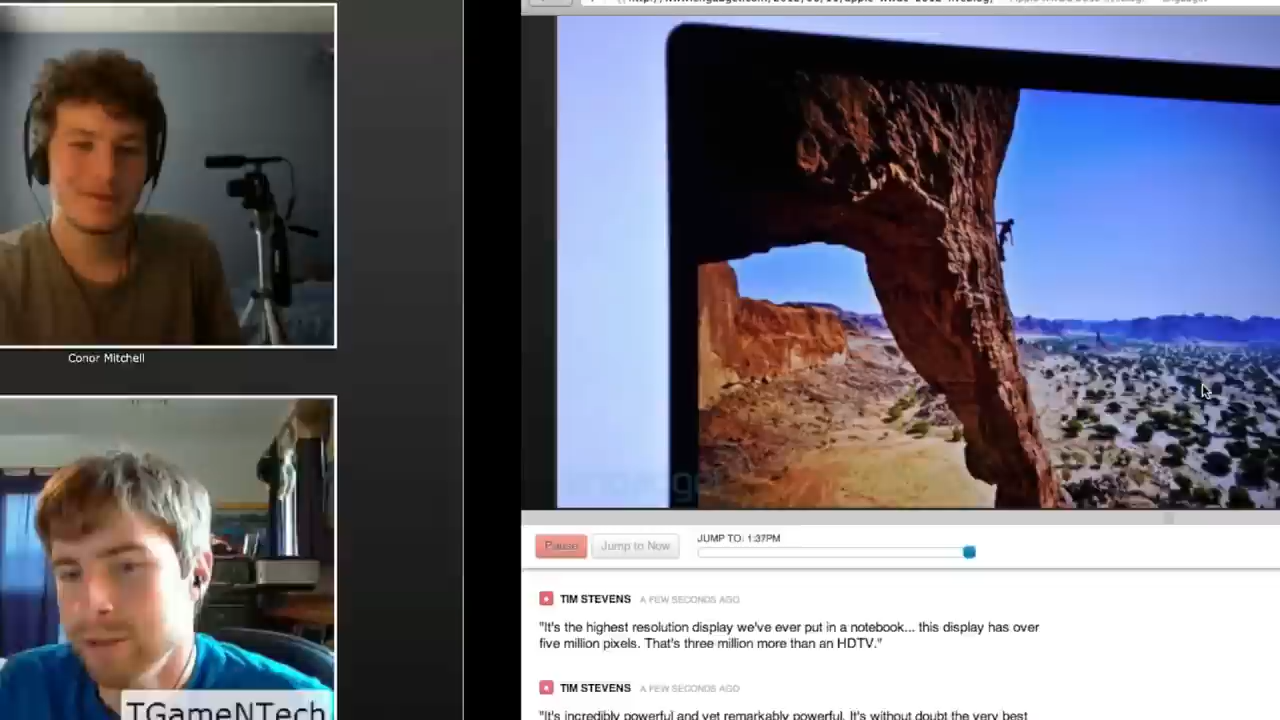 Conor Mitchell
TGameNTech
engadget
Pause
Jump to Now
JUMP TO: 1:37PM
TIM STEVENS A FEW SECONDS AGO
"It's the highest resolution display we've ever put in a notebook... this display has over
five million pixels. That's three million more than an HDTV."
TIM STEVENS A FEW SECONDS AGO
"It's incredibly powerful and yet remarkably powerful. It's without doubt the very best